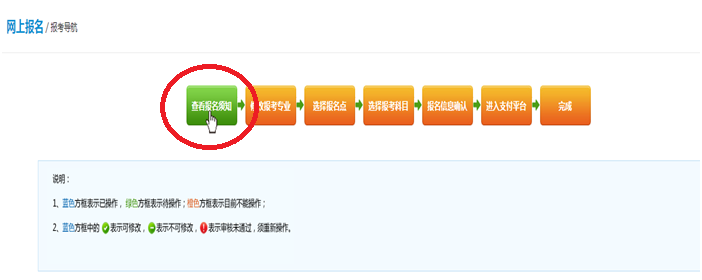 网上报名 / 报考导航
查看报名须知 修改报考专业 选择报名点 选择报考科目 报名信息确认 进入支付平台 完成
说明：
1、蓝色方框表示已操作，绿色方框表示待操作；橙色方框表示目前不能操作；
2、蓝色方框中的 表示可修改， 表示不可修改， 表示审核未通过，须重新操作。